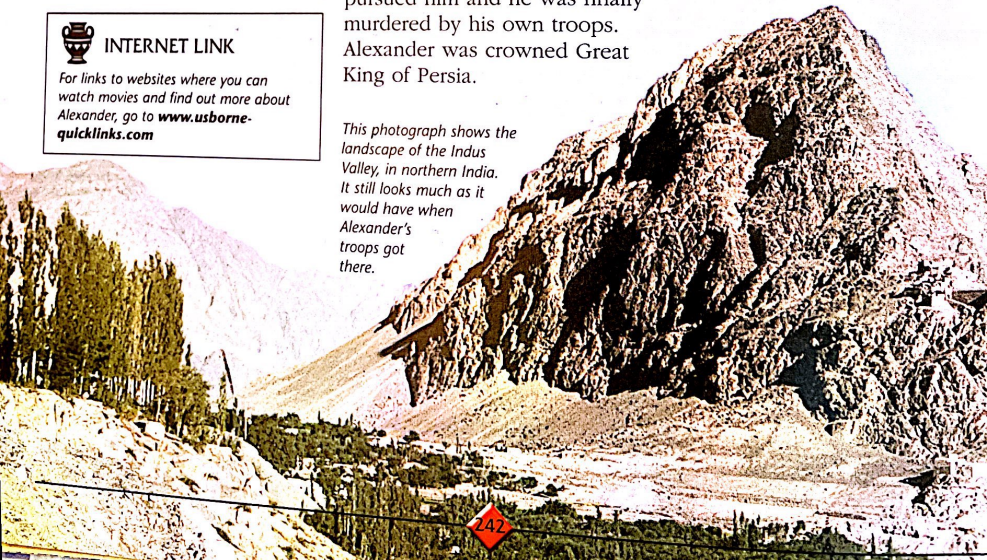 INTERNET LINK
For links to websites where you can
watch movies and find out more about
Alexander, go to www.usborne-
quicklinks.com
murdered by his own troops.
Alexander was crowned Great
King of Persia.
This photograph shows the
landscape of the Indus
Valley, in northern India.
It still looks much as it
would have when
Alexander's
troops got
there.
242